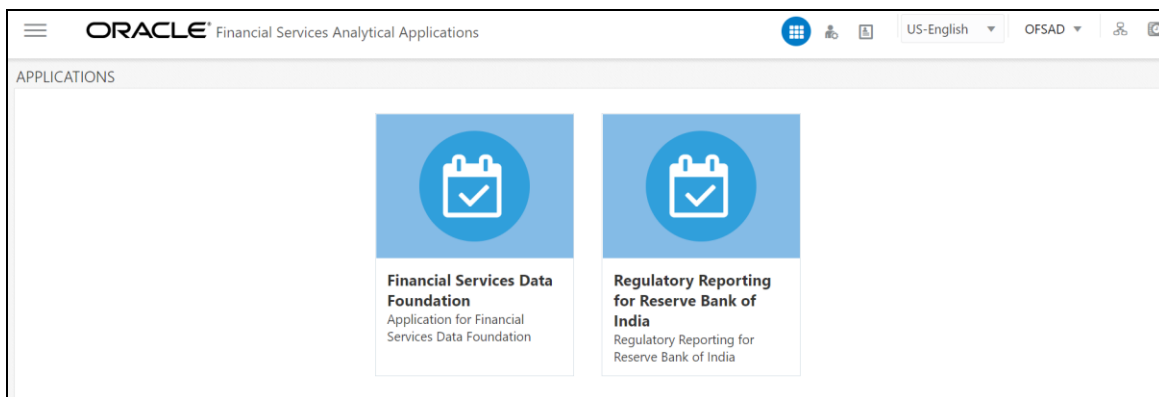 ORACLE® Financial Services Analytical Applications
US-English
OFSAD
APPLICATIONS
Financial Services Data
Foundation
Application for Financial
Services Data Foundation
Regulatory Reporting
for Reserve Bank of
India
Regulatory Reporting for
Reserve Bank of India